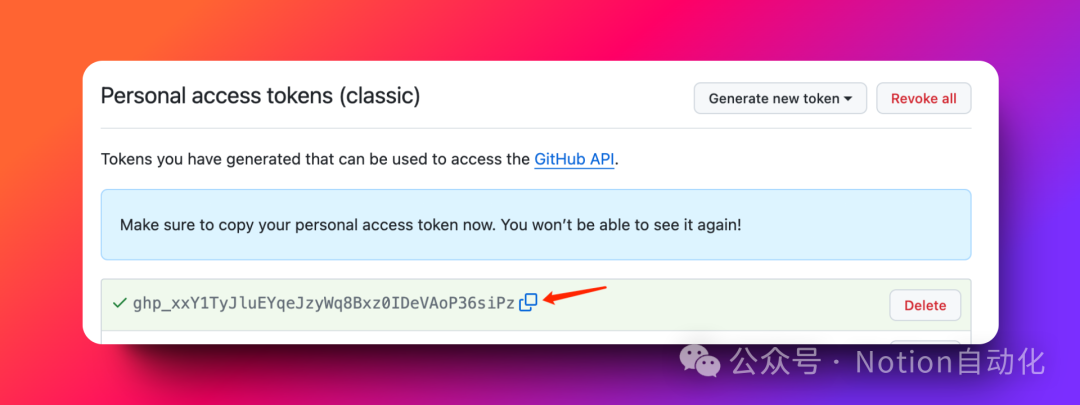 Personal access tokens (classic)
Generate new token
Revoke all
Tokens you have generated that can be used to access the GitHub API.
Make sure to copy your personal access token now. You won’t be able to see it again!
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
Delete
公众号 · Notion自动化